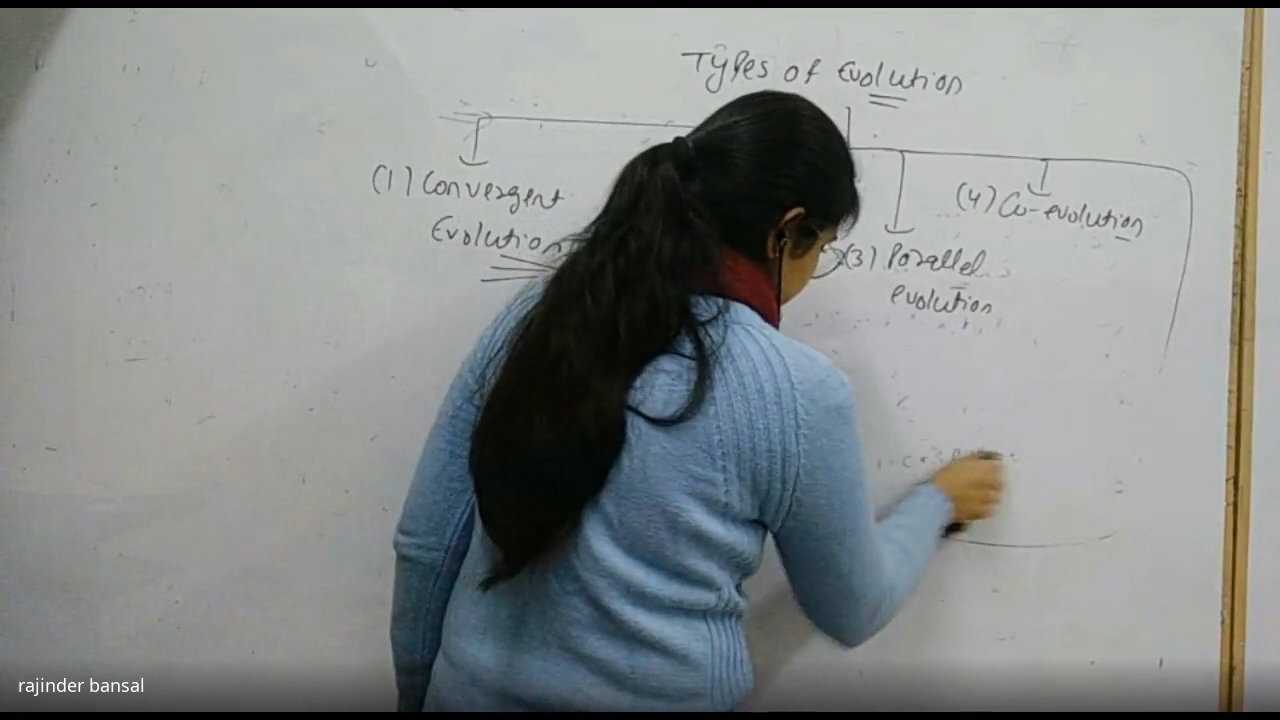 Types of Evolution
(1) Convergent
Evolution
(3) Parallel
evolution
(4) Co-evolution
rajinder bansal